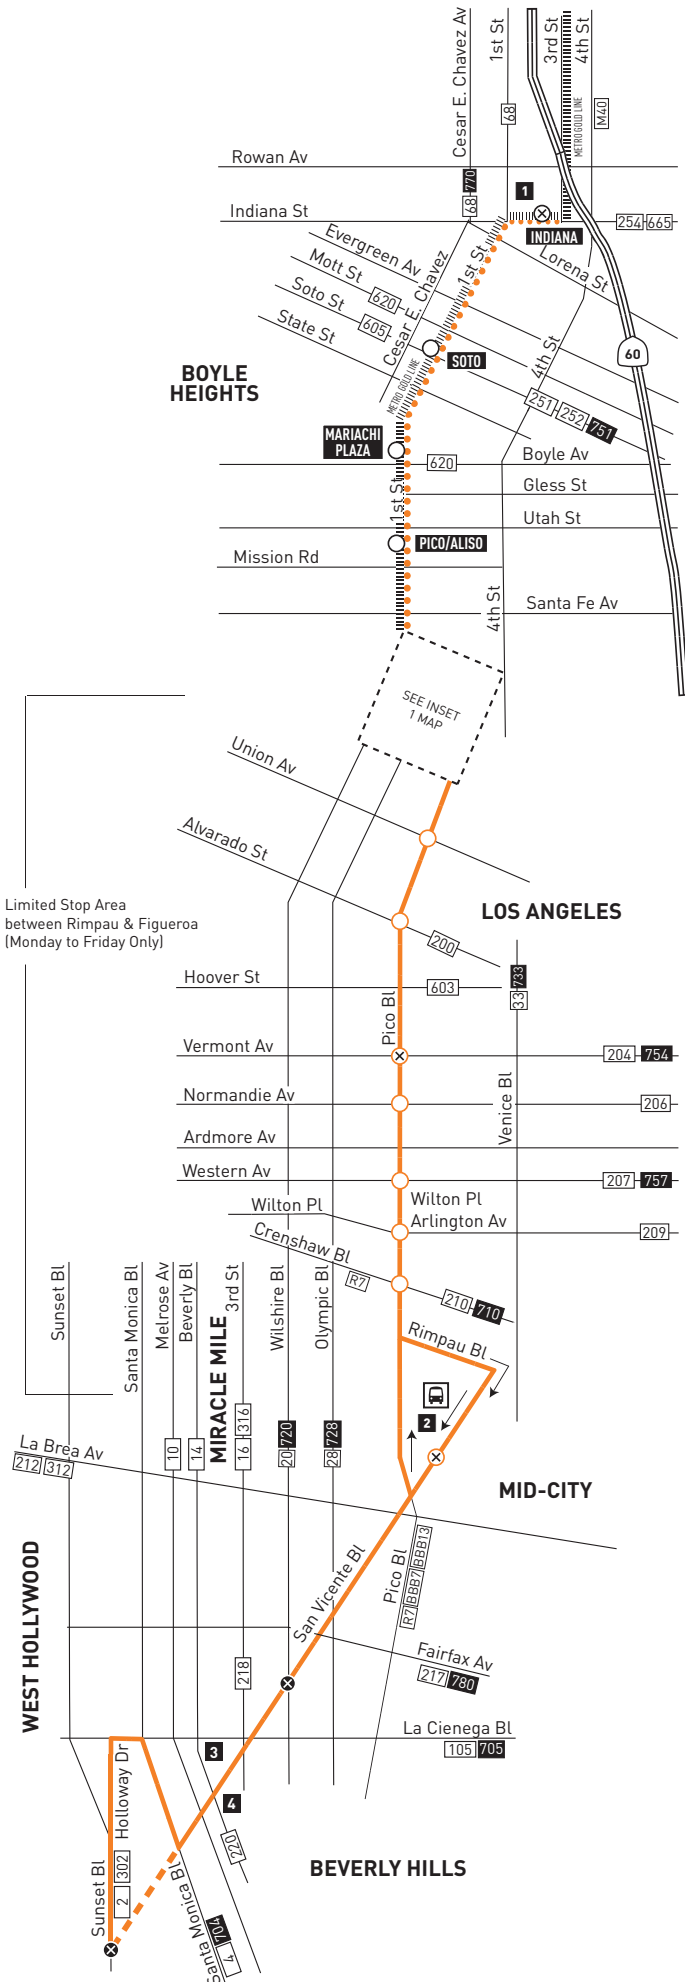 Cesar E. Chavez Av
1st St
3rd St
4th St
METRO GOLD LINE
68
M40
Rowan Av
770
68
1
Indiana St
254
665
INDIANA
Evergreen Av
Lorena St
Mott St
620
Soto St
605
State St
Cesar E. Chavez
1st St
METRO GOLD LINE
SOTO
4th St
60
BOYLE
HEIGHTS
251
252
751
MARIACHI
PLAZA
620
Boyle Av
1st St
Gless St
Utah St
PICO/ALISO
Mission Rd
4th St
Santa Fe Av
SEE INSET
1 MAP
Union Av
Alvarado St
Limited Stop Area
between Rimpau & Figueroa
(Monday to Friday Only)
LOS ANGELES
200
733
33
Hoover St
603
Pico Bl
Vermont Av
204
754
Normandie Av
206
Venice Bl
Ardmore Av
Western Av
207
757
Wilton Pl
Wilton Pl
Arlington Av
209
Crenshaw Bl
R7
210
710
Sunset Bl
Santa Monica Bl
Melrose Av
Beverly Bl
3rd St
Wilshire Bl
Olympic Bl
MIRACLE MILE
Rimpau Bl
2
La Brea Av
212
312
10
14
16
316
20
720
28
728
MID-CITY
WEST HOLLYWOOD
San Vicente Bl
Pico Bl
R7
BBB7
BBB13
Fairfax Av
217
780
218
La Cienega Bl
105
705
3
4
Holloway Dr
220
BEVERLY HILLS
Sunset Bl
2
302
Santa Monica Bl
704
4